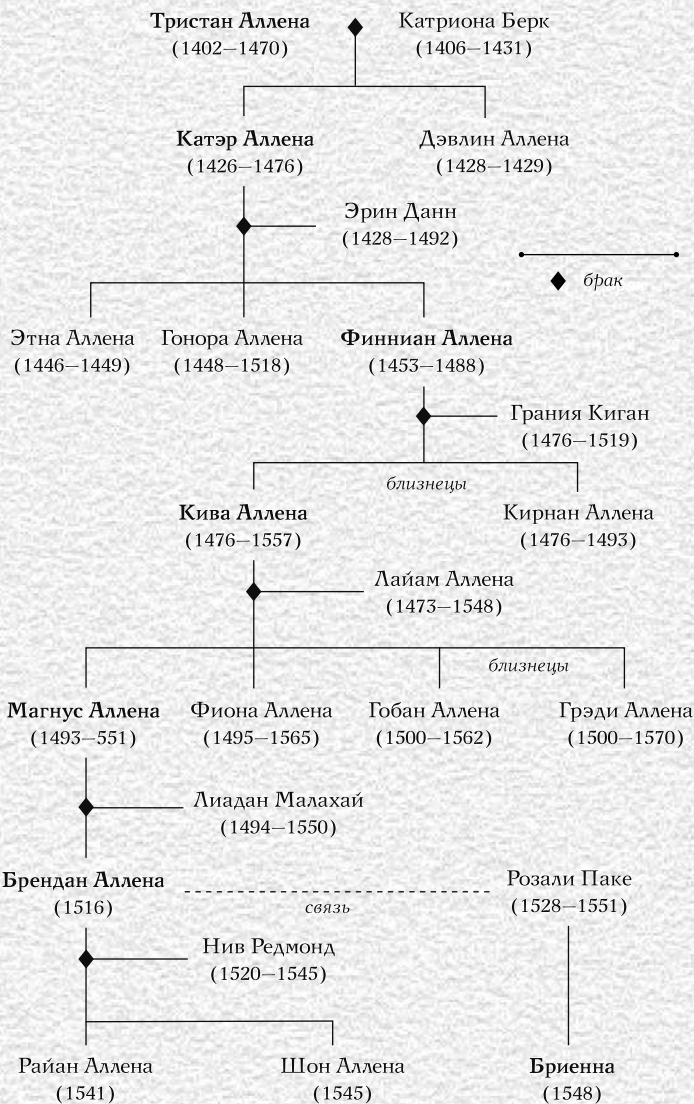 Тристан Аллена
(1402–1470)
Катриона Берк
(1406–1431)
Катэр Аллена
(1426–1476)
Дэвлин Аллена
(1428–1429)
Эрин Данн
(1428–1492)
брак
Этна Аллена
(1446–1449)
Гонора Аллена
(1448–1518)
Финниан Аллена
(1453–1488)
Грания Киган
(1476–1519)
близнецы
Кива Аллена
(1476–1557)
Кирнан Аллена
(1476–1493)
Лайам Аллена
(1473–1548)
близнецы
Магнус Аллена
(1493–551)
Фиона Аллена
(1495–1565)
Гобан Аллена
(1500–1562)
Грэди Аллена
(1500–1570)
Лиадан Малахай
(1494–1550)
Брендан Аллена
(1516)
связь
Розали Паке
(1528–1551)
Нив Редмонд
(1520–1545)
Райан Аллена
(1541)
Шон Аллена
(1545)
Бриенна
(1548)